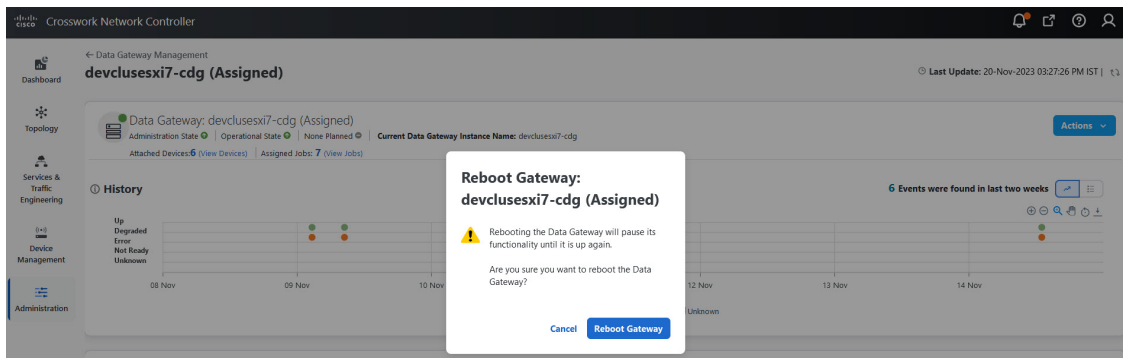 cisco Crosswork Network Controller
← Data Gateway Management
devclusesxi7-cdg (Assigned)
Last Update: 20-Nov-2023 03:27:26 PM IST |
Dashboard
Topology
Services &
Traffic
Engineering
Device
Management
Administration
Data Gateway: devclusesxi7-cdg (Assigned)
Administration State | Operational State | None Planned | Current Data Gateway Instance Name: devclusesxi7-cdg
Attached Devices:6 (View Devices) | Assigned Jobs: 7 (View Jobs)
Actions
History
6 Events were found in last two weeks
Up
Degraded
Error
Not Ready
Unknown
08 Nov
09 Nov
10 Nov
12 Nov
13 Nov
14 Nov
Unknown
Reboot Gateway:
devclusesxi7-cdg (Assigned)
Rebooting the Data Gateway will pause its
functionality until it is up again.
Are you sure you want to reboot the Data
Gateway?
Cancel
Reboot Gateway